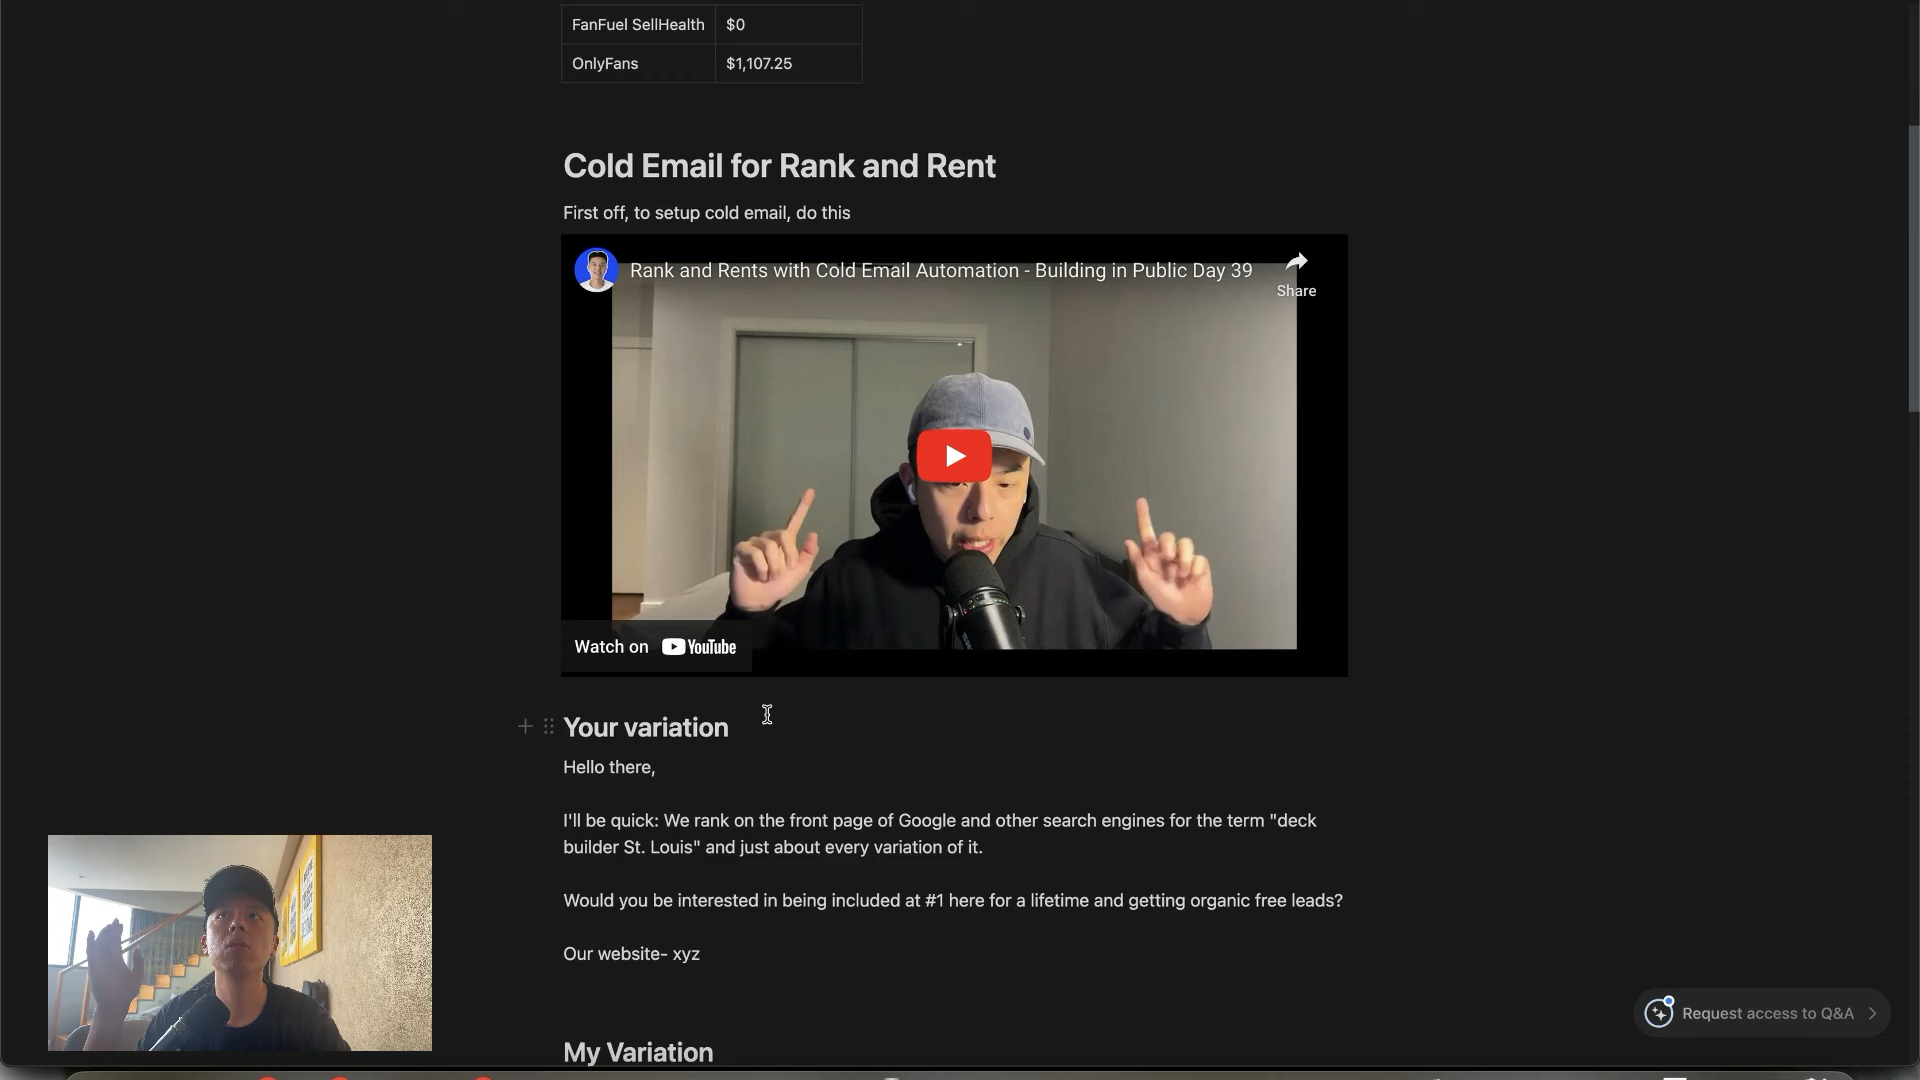 FanFuel SellHealth $0
OnlyFans $1,107.25
Cold Email for Rank and Rent
First off, to setup cold email, do this
Rank and Rents with Cold Email Automation - Building in Public Day 39
Share
Watch on YouTube
Your variation
Hello there,
I'll be quick: We rank on the front page of Google and other search engines for the term "deck
builder St. Louis" and just about every variation of it.
Would you be interested in being included at #1 here for a lifetime and getting organic free leads?
Our website- xyz
Request access to Q&A
My Variation